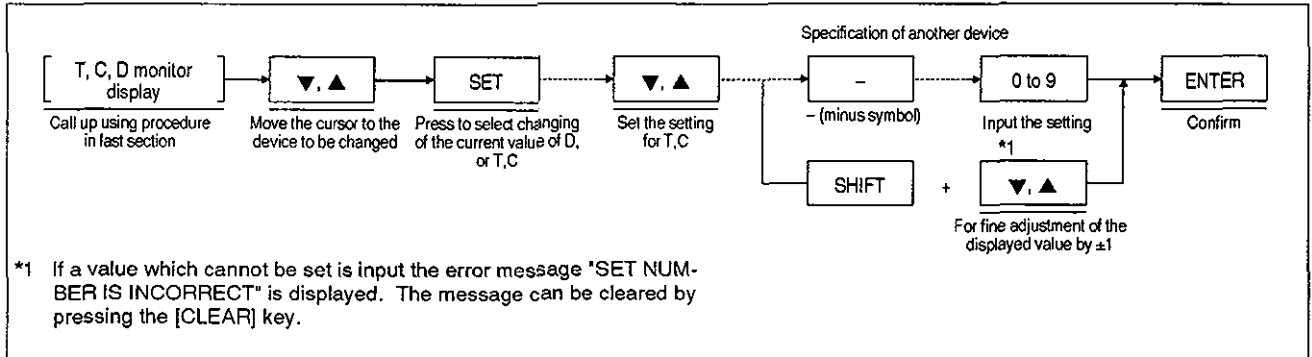 Specification of another device
T, C, D monitor
display
▼, ▲
SET
▼, ▲
–
0 to 9
ENTER
Call up using procedure
in last section
Move the cursor to the
device to be changed
Press to select changing
of the current value of D,
or T,C
Set the setting
for T,C
– (minus symbol)
Input the setting
*1
Confirm
SHIFT
+
▼, ▲
For fine adjustment of the
displayed value by ±1
*1 If a value which cannot be set is input the error message "SET NUM-
BER IS INCORRECT" is displayed. The message can be cleared by
pressing the [CLEAR] key.